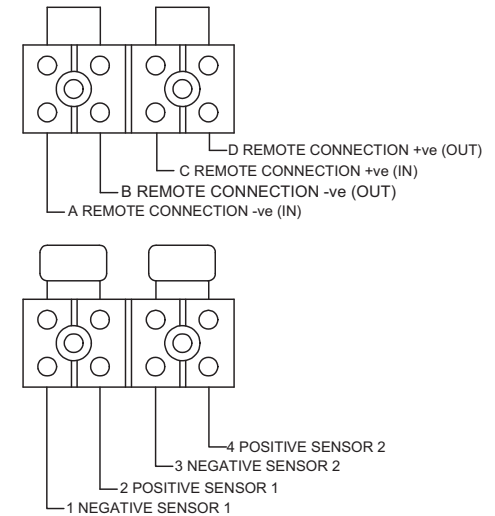 D REMOTE CONNECTION +ve (OUT)
C REMOTE CONNECTION +ve (IN)
B REMOTE CONNECTION -ve (OUT)
A REMOTE CONNECTION -ve (IN)
4 POSITIVE SENSOR 2
3 NEGATIVE SENSOR 2
2 POSITIVE SENSOR 1
1 NEGATIVE SENSOR 1